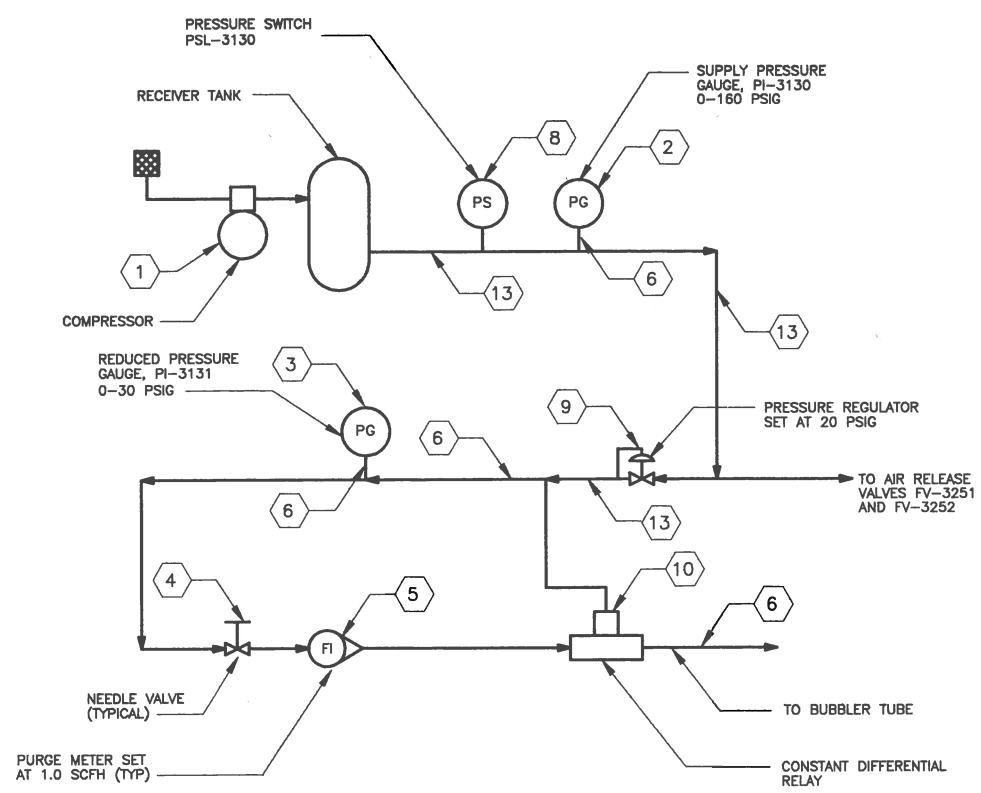 PRESSURE SWITCH
PSL-3130
SUPPLY PRESSURE
GAUGE, PI-3130
0-160 PSIG
RECEIVER TANK
8
2
PS
PG
1
13
6
13
COMPRESSOR
REDUCED PRESSURE
GAUGE, PI-3131
0-30 PSIG
3
PG
6
9
PRESSURE REGULATOR
SET AT 20 PSIG
6
13
TO AIR RELEASE
VALVES FV-3251
AND FV-3252
4
5
10
6
FI
NEEDLE VALVE
(TYPICAL)
TO BUBBLER TUBE
PURGE METER SET
AT 1.0 SCFH (TYP)
CONSTANT DIFFERENTIAL
RELAY